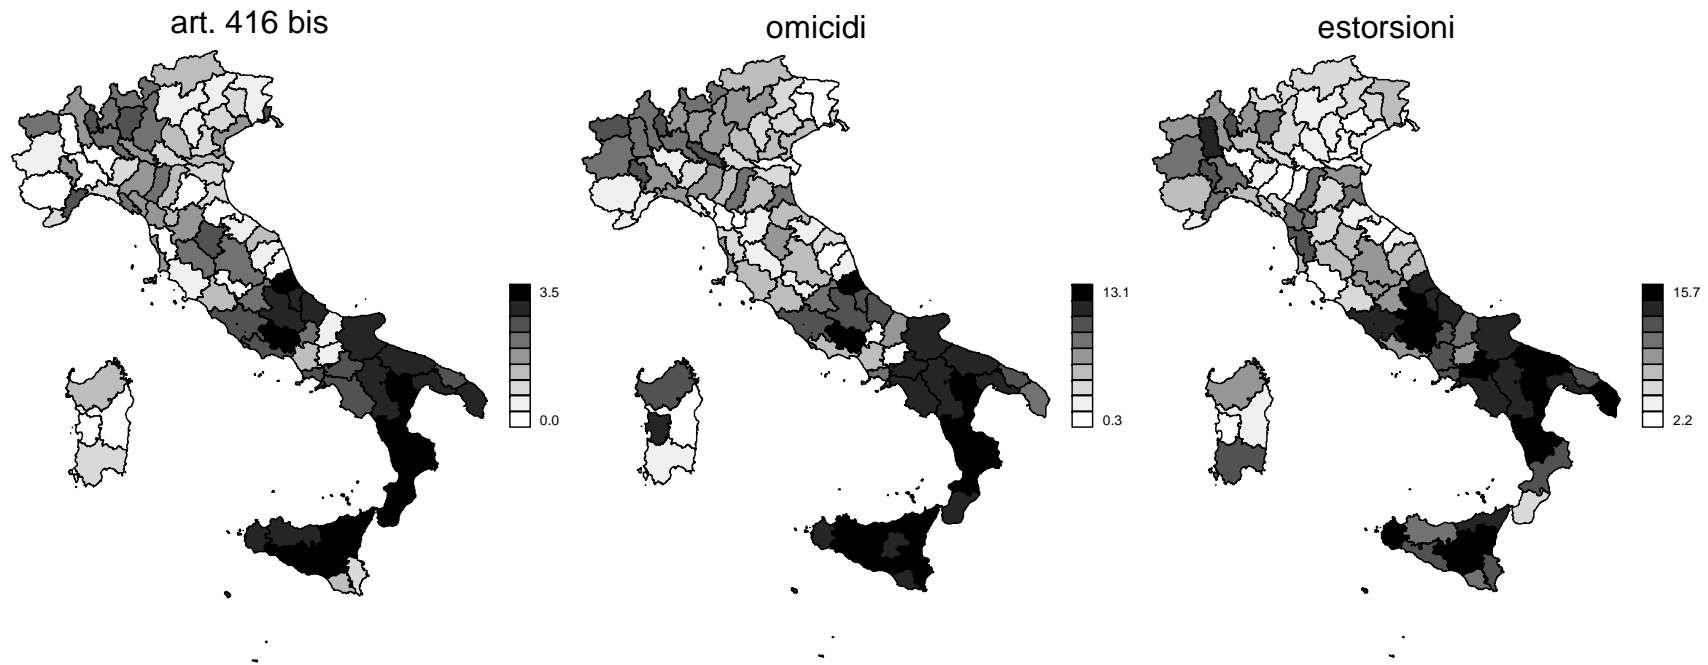 art. 416 bis
omicidi
estorsioni
3.5
0.0
13.1
0.3
15.7
2.2